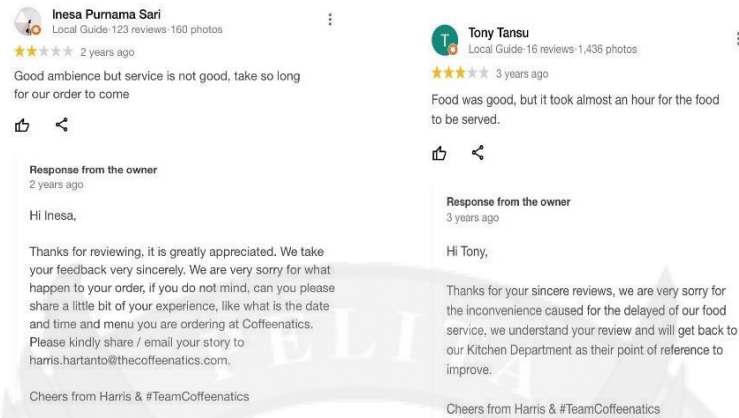 Inesa Purnama Sari
Local Guide·123 reviews·160 photos
2 years ago
Good ambience but service is not good, take so long
for our order to come
Response from the owner
2 years ago
Hi Inesa,
Thanks for reviewing, it is greatly appreciated. We take
your feedback very sincerely. We are very sorry for what
happen to your order, if you do not mind, can you please
share a little bit of your experience, like what is the date
and time and menu you are ordering at Coffeenatics.
Please kindly share / email your story to
harris.hartanto@thecoffeenatics.com.
Cheers from Harris & #TeamCoffeenatics
T
Tony Tansu
Local Guide·16 reviews·1,436 photos
3 years ago
Food was good, but it took almost an hour for the food
to be served.
Response from the owner
3 years ago
Hi Tony,
Thanks for your sincere reviews, we are very sorry for
the inconvenience caused for the delayed of our food
service, we understand your review and will get back to
our Kitchen Department as their point of reference to
improve.
Cheers from Harris & #TeamCoffeenatics
PELITA